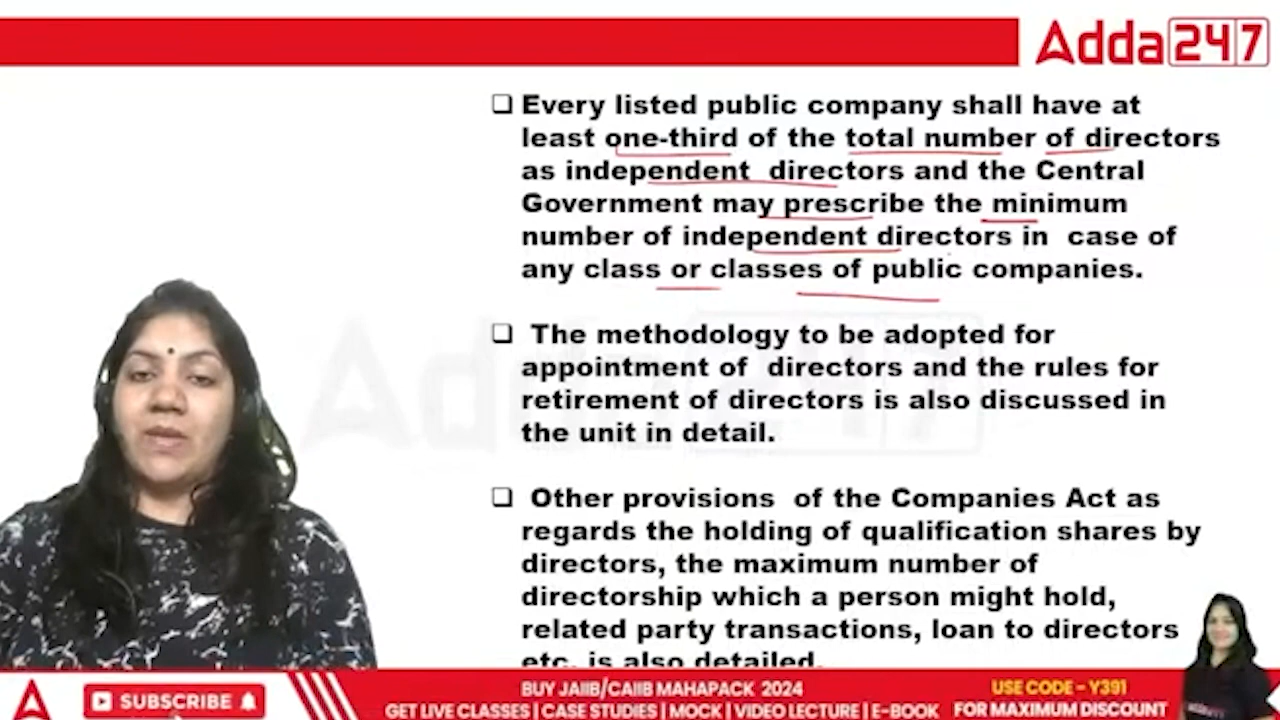 Adda 247
❑ Every listed public company shall have at
least one-third of the total number of directors
as independent directors and the Central
Government may prescribe the minimum
number of independent directors in case of
any class or classes of public companies.
❑ The methodology to be adopted for
appointment of directors and the rules for
retirement of directors is also discussed in
the unit in detail.
❑ Other provisions of the Companies Act as
regards the holding of qualification shares by
directors, the maximum number of
directorship which a person might hold,
related party transactions, loan to directors
etc. is also detailed.
Adda 247
SUBSCRIBE
BUY JAIIB/CAIIB MAHAPACK 2024
GET LIVE CLASSES | CASE STUDIES | MOCK | VIDEO LECTURE | E-BOOK
USE CODE - Y391
FOR MAXIMUM DISCOUNT